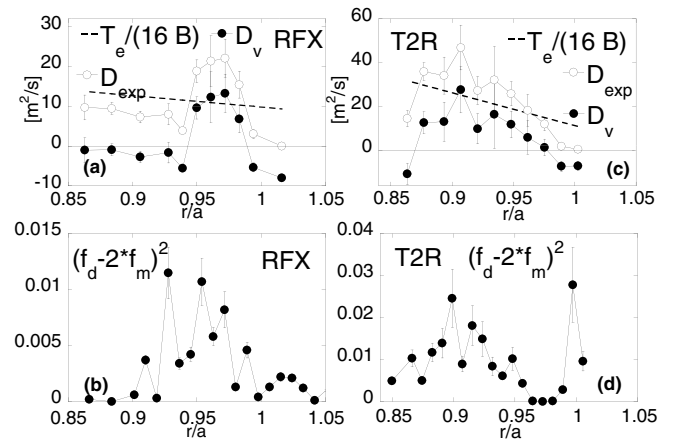 30
20
10
0
-10
[m²/s]
T_e/(16 B)
D_v
RFX
D_exp
(a)
0.85 0.9 0.95 1 1.05
r/a
80
60
40
20
0
-20
[m²/s]
T2R
T_e/(16 B)
D_exp
D_v
(c)
0.85 0.9 0.95 1 1.05
r/a
0.015
0.01
0.005
0
(f_d-2*f_m)²
RFX
(b)
0.85 0.9 0.95 1 1.05
r/a
0.04
0.03
0.02
0.01
0
T2R
(f_d-2*f_m)²
(d)
0.85 0.9 0.95 1 1.05
r/a